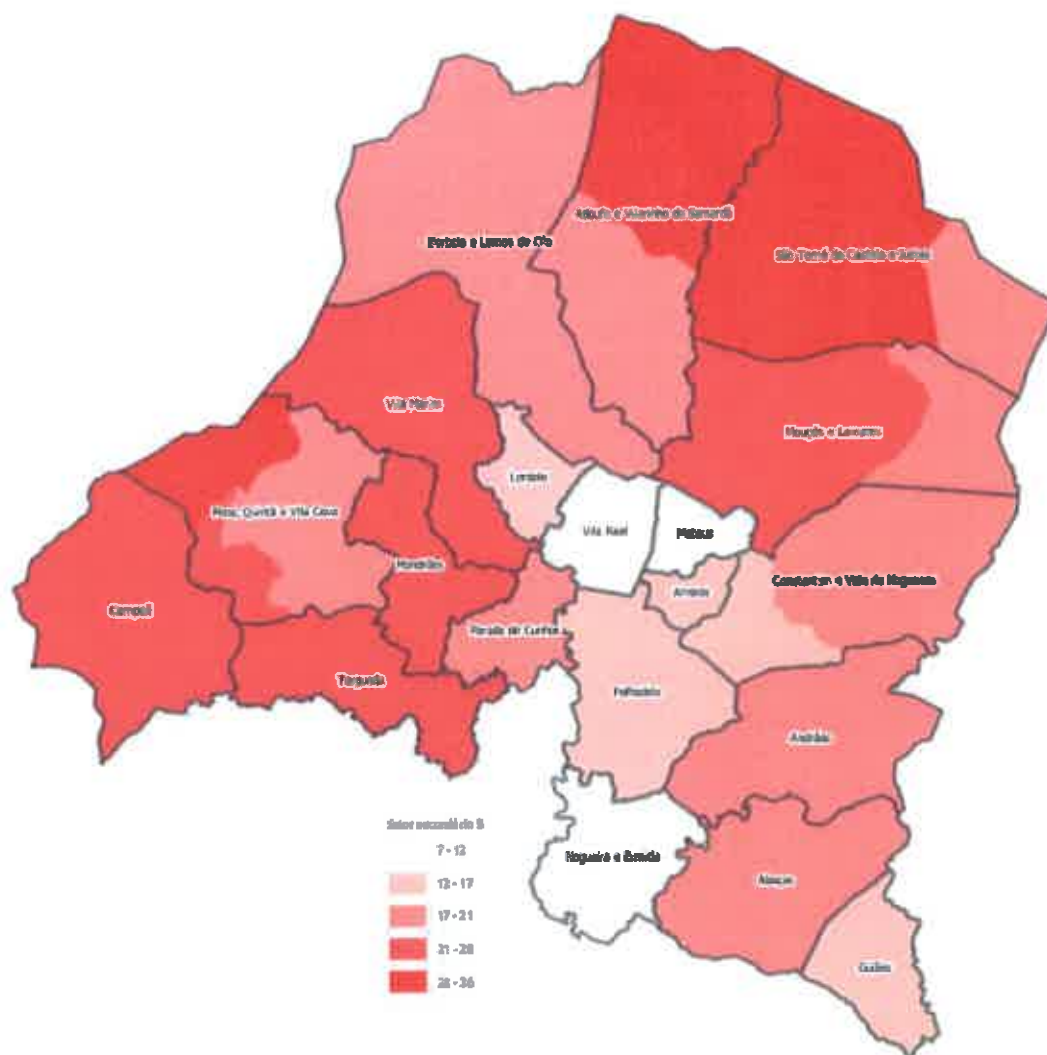 Adoufe e Vilarinho de Samardã
Borbela e Lamas de Olo
São Tomé do Castelo e Justes
Vila Marim
Mouçós e Lamares
Lordelo
Pena, Quintã e Vila Cova
Vila Real
Mateus
Mondrões
Constantim e Vale de Nogueiras
Arroios
Campeã
Parada de Cunhos
Torgueda
Folhadela
Andrães
Setor secundário %
7 - 12
Nogueira e Ermida
Abaças
12 - 17
17 - 21
21 - 28
28 - 36
Guiães